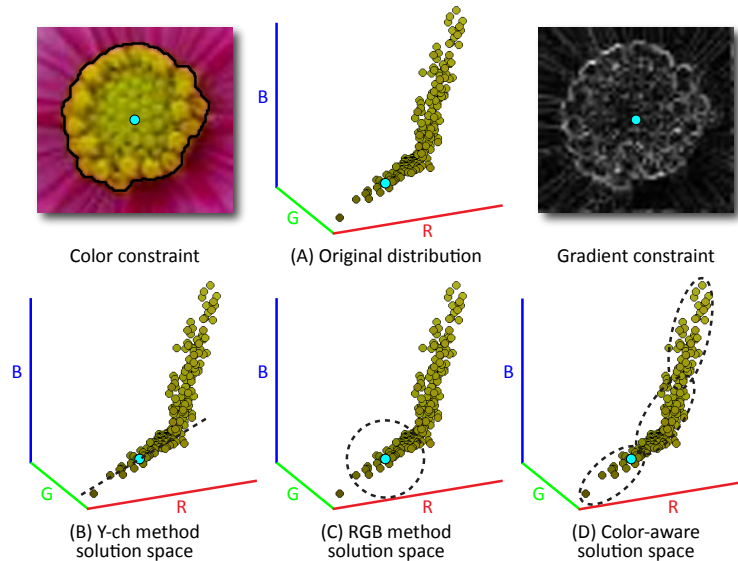 B
G
R
Color constraint
(A) Original distribution
Gradient constraint
B
G
R
B
G
R
B
G
R
(B) Y-ch method
solution space
(C) RGB method
solution space
(D) Color-aware
solution space